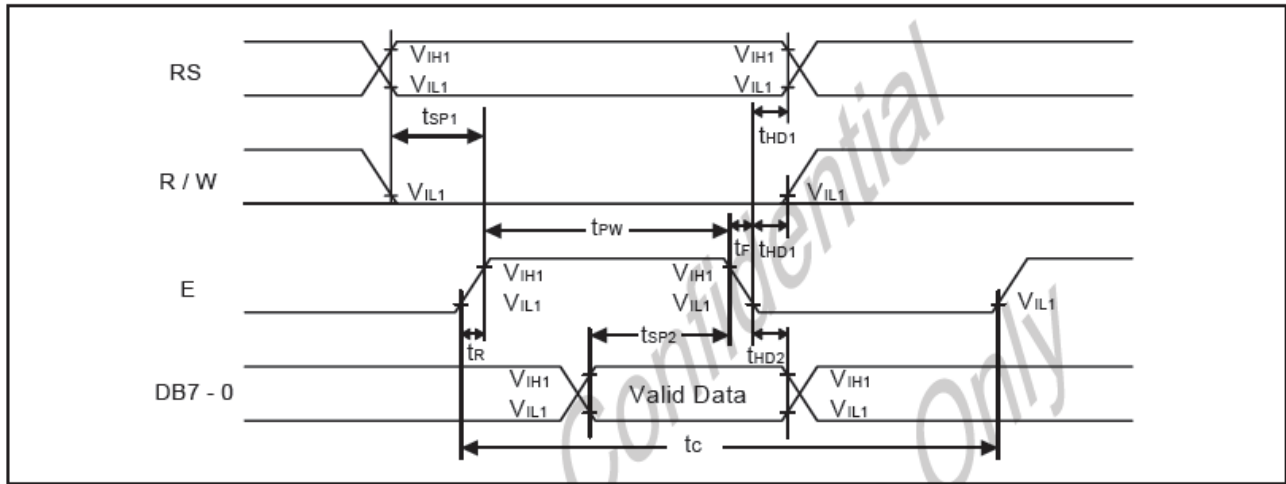 RS
VIH1
VIL1
VIH1
VIL1
tSP1
tHD1
R / W
VIL1
VIL1
tPW
tF
tHD1
E
VIH1
VIL1
VIH1
VIL1
VIL1
tR
tSP2
tHD2
DB7 - 0
VIH1
VIL1
Valid Data
VIH1
VIL1
tC
Confidential
Only